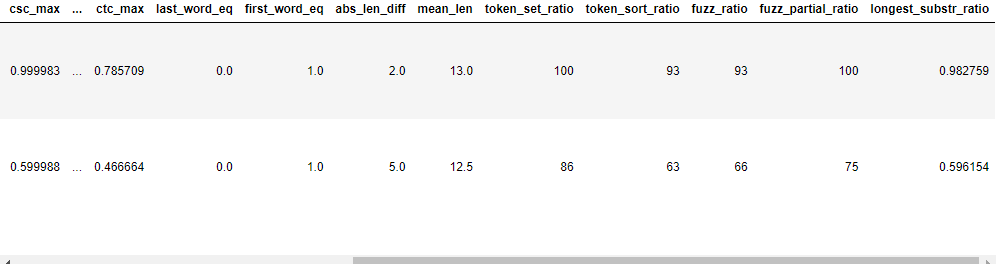 csc_max ... ctc_max last_word_eq first_word_eq abs_len_diff mean_len token_set_ratio token_sort_ratio fuzz_ratio fuzz_partial_ratio longest_substr_ratio
0.999983 ... 0.785709 0.0 1.0 2.0 13.0 100 93 93 100 0.982759
0.599988 ... 0.466664 0.0 1.0 5.0 12.5 86 63 66 75 0.596154